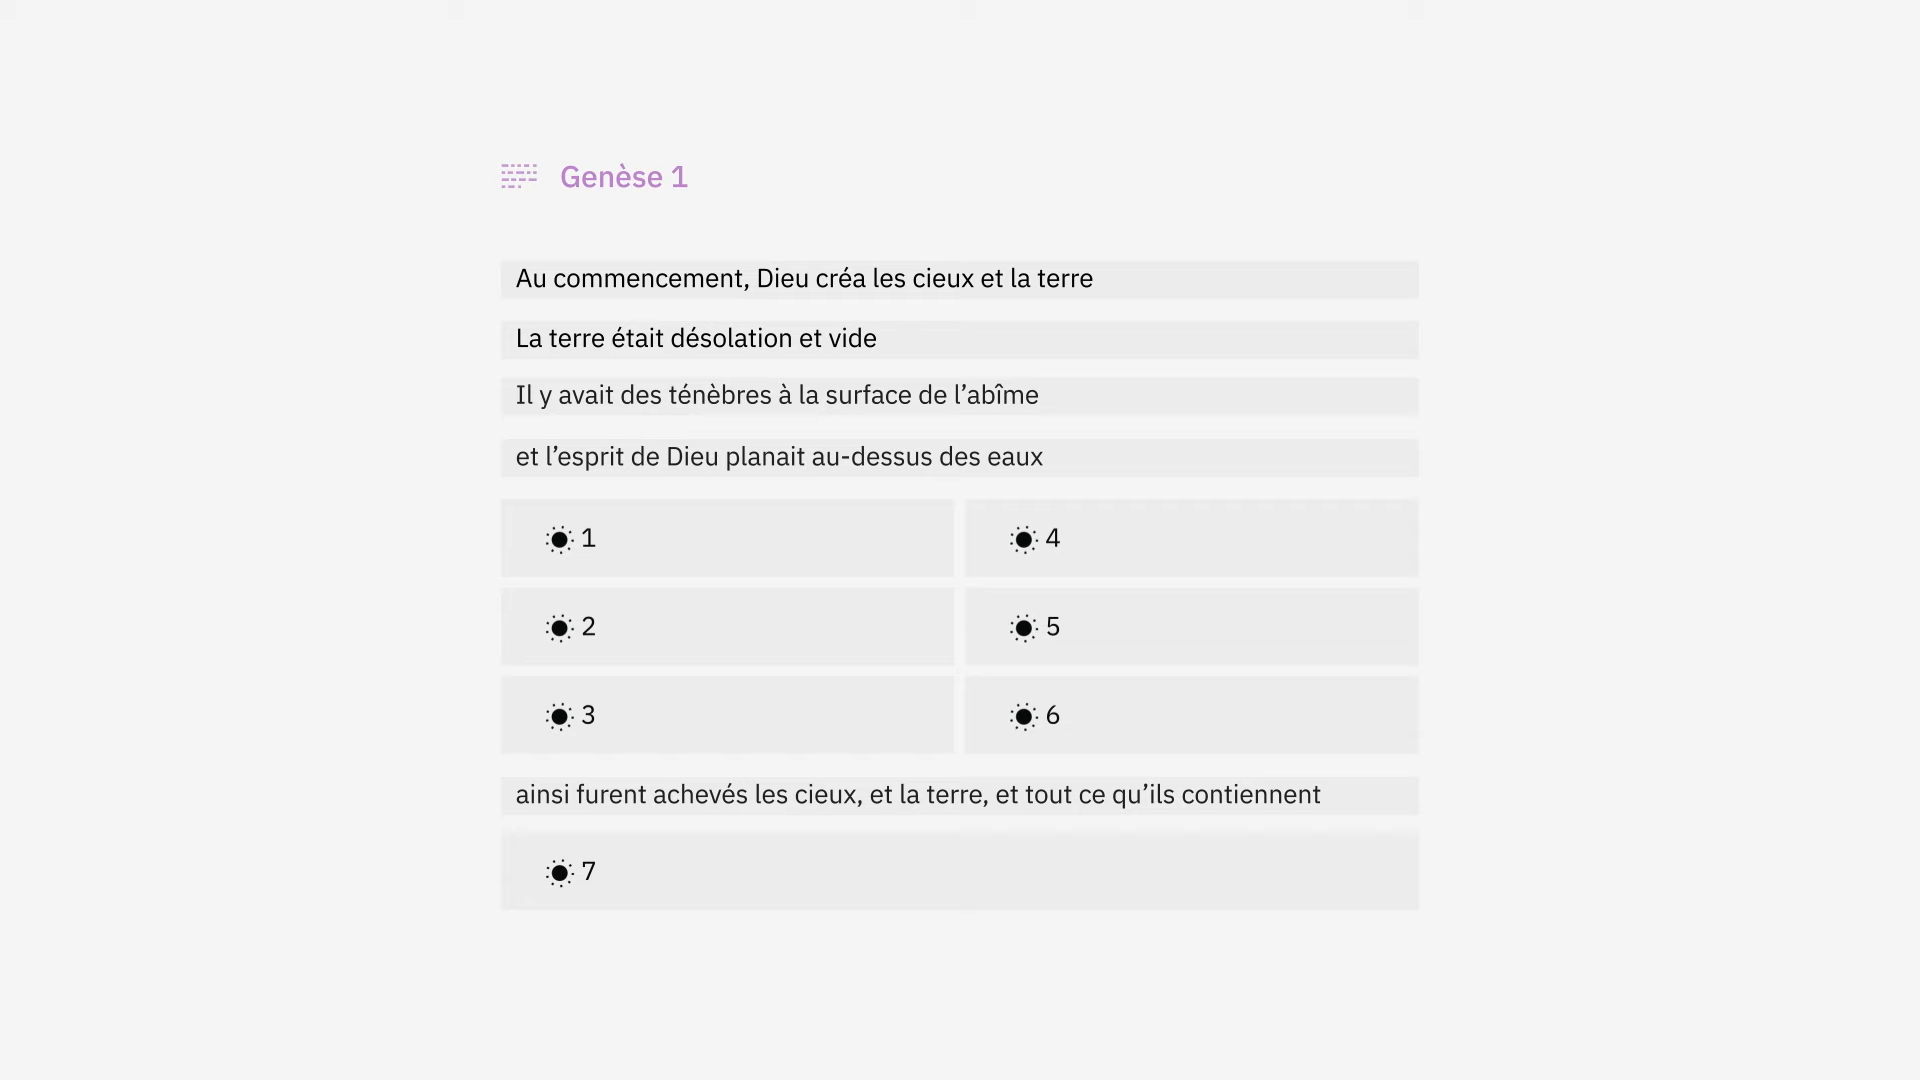 Genèse 1
Au commencement, Dieu créa les cieux et la terre
La terre était désolation et vide
Il y avait des ténèbres à la surface de l’abîme
et l’esprit de Dieu planait au-dessus des eaux
1
2
3
4
5
6
ainsi furent achevés les cieux, et la terre, et tout ce qu’ils contiennent
7